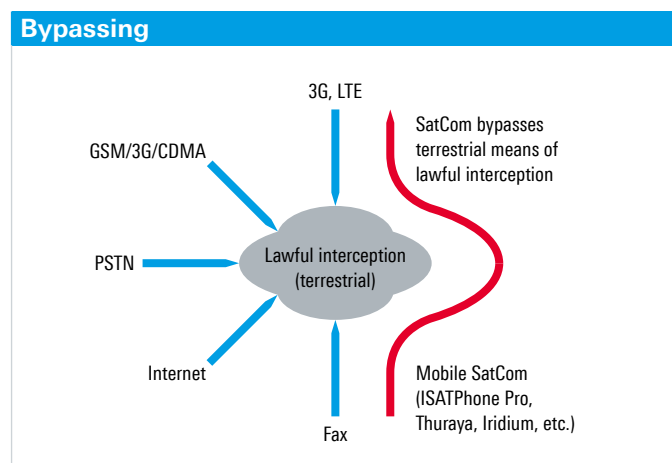 Bypassing
3G, LTE
SatCom bypasses
terrestrial means of
lawful interception
GSM/3G/CDMA
Lawful interception
(terrestrial)
PSTN
Internet
Mobile SatCom
(ISATPhone Pro,
Thuraya, Iridium, etc.)
Fax